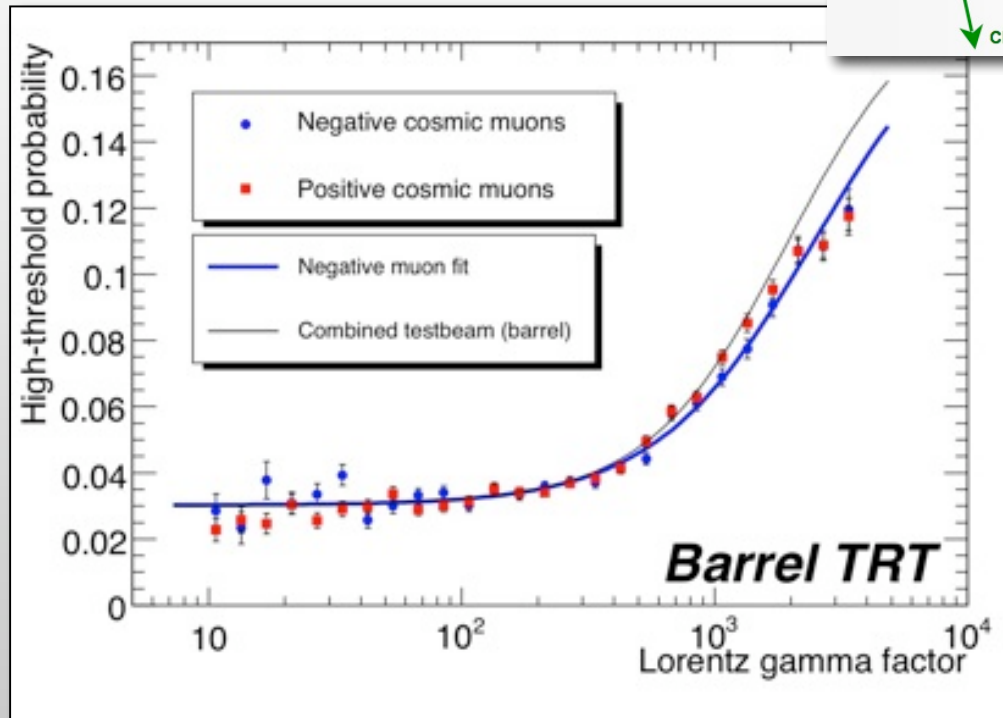 High-threshold probability
0.16
0.14
0.12
0.1
0.08
0.06
0.04
0.02
0
Negative cosmic muons
Positive cosmic muons
Negative muon fit
Combined testbeam (barrel)
Barrel TRT
10
10²
10³
10⁴
Lorentz gamma factor